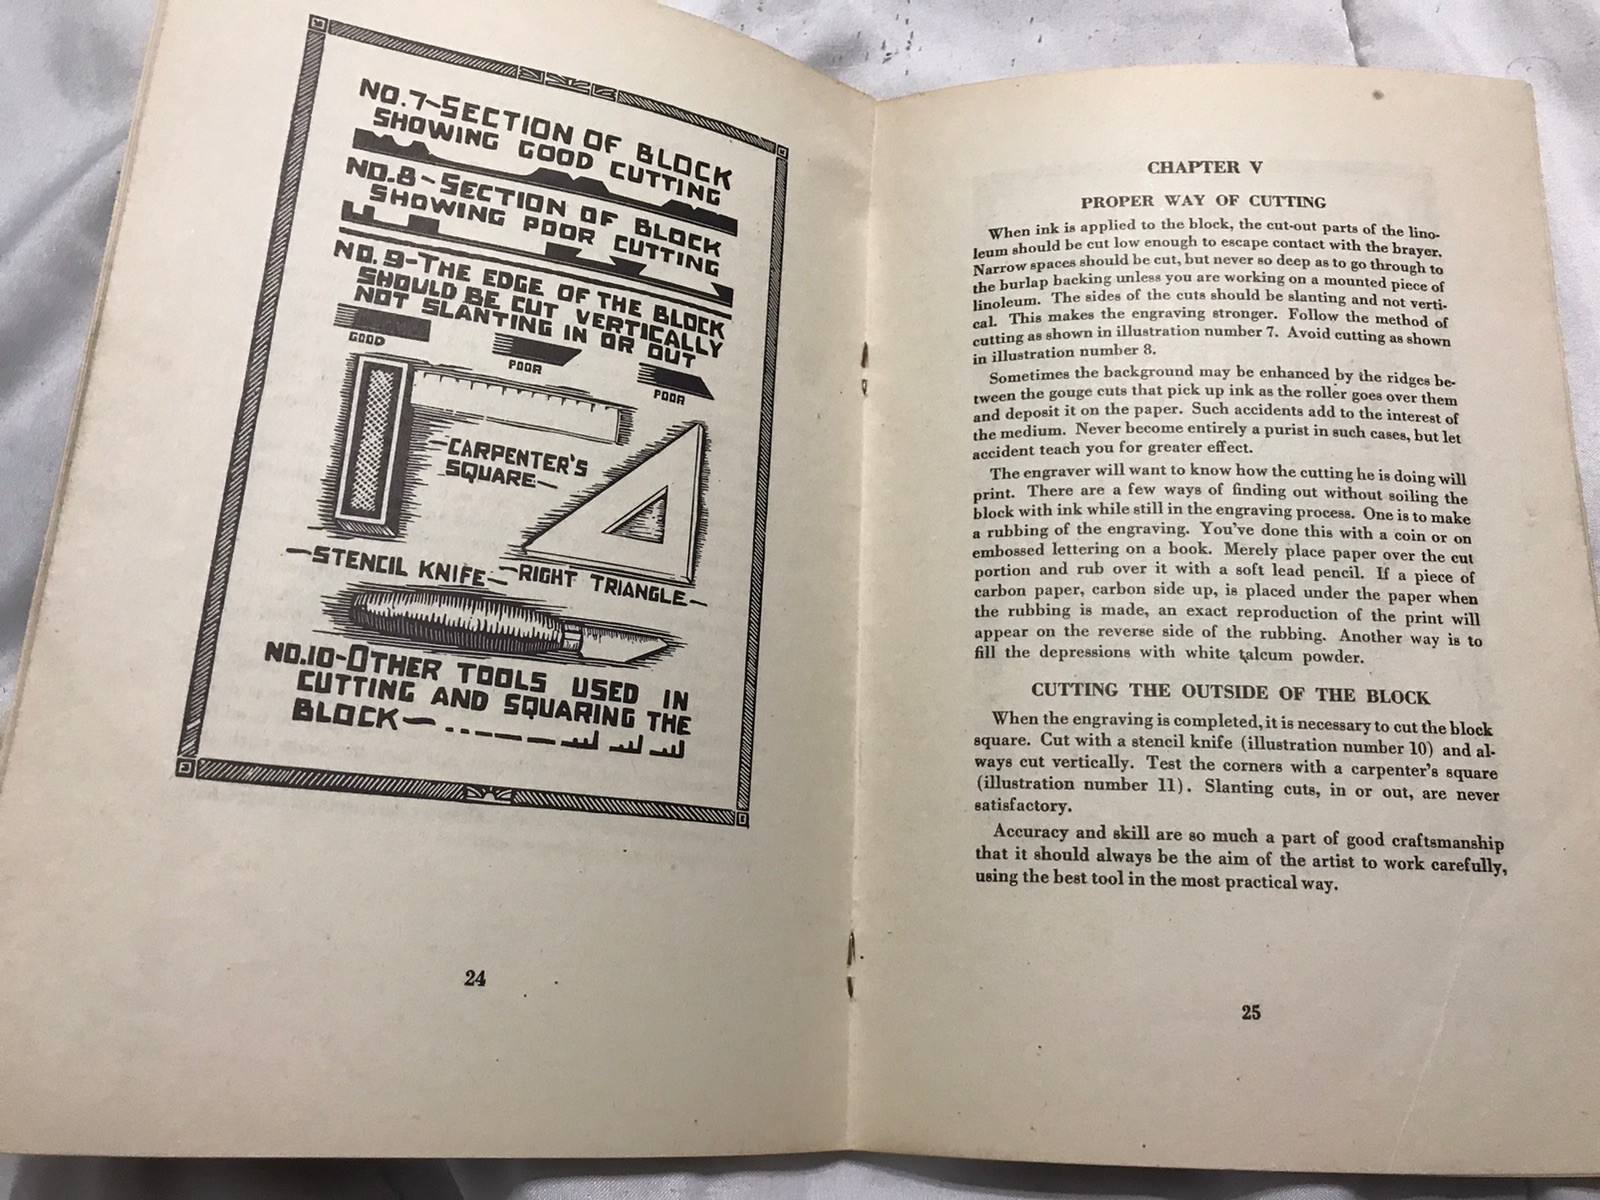 NO.7-SECTION OF BLOCK
SHOWING GOOD CUTTING
NO.8-SECTION OF BLOCK
SHOWING POOR CUTTING
NO.9-THE EDGE OF THE BLOCK
SHOULD BE CUT VERTICALLY
NOT SLANTING IN OR OUT
GOOD
POOR
POOR
-CARPENTER'S
SQUARE-
-STENCIL KNIFE-
-RIGHT TRIANGLE-
NO.10-OTHER TOOLS USED IN
CUTTING AND SQUARING THE
BLOCK-
24
CHAPTER V
PROPER WAY OF CUTTING
When ink is applied to the block, the cut-out parts of the lino-
leum should be cut low enough to escape contact with the brayer.
Narrow spaces should be cut, but never so deep as to go through to
the burlap backing unless you are working on a mounted piece of
linoleum. The sides of the cuts should be slanting and not verti-
cal. This makes the engraving stronger. Follow the method of
cutting as shown in illustration number 7. Avoid cutting as shown
in illustration number 8.
Sometimes the background may be enhanced by the ridges be-
tween the gouge cuts that pick up ink as the roller goes over them
and deposit it on the paper. Such accidents add to the interest of
the medium. Never become entirely a purist in such cases, but let
accident teach you for greater effect.
The engraver will want to know how the cutting he is doing will
print. There are a few ways of finding out without soiling the
block with ink while still in the engraving process. One is to make
a rubbing of the engraving. You've done this with a coin or on
embossed lettering on a book. Merely place paper over the cut
portion and rub over it with a soft lead pencil. If a piece of
carbon paper, carbon side up, is placed under the paper when
the rubbing is made, an exact reproduction of the print will
appear on the reverse side of the rubbing. Another way is to
fill the depressions with white talcum powder.
CUTTING THE OUTSIDE OF THE BLOCK
When the engraving is completed, it is necessary to cut the block
square. Cut with a stencil knife (illustration number 10) and al-
ways cut vertically. Test the corners with a carpenter's square
(illustration number 11). Slanting cuts, in or out, are never
satisfactory.
Accuracy and skill are so much a part of good craftsmanship
that it should always be the aim of the artist to work carefully,
using the best tool in the most practical way.
25